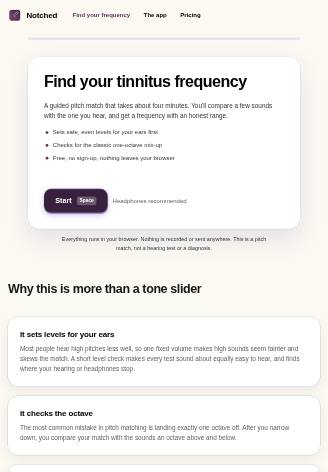 Notched Find your frequency The app Pricing
Find your tinnitus frequency
A guided pitch match that takes about four minutes. You'll compare a few sounds
with the one you hear, and get a frequency with an honest range.
Sets safe, even levels for your ears first
Checks for the classic one-octave mix-up
Free, no sign-up, nothing leaves your browser
Start Space Headphones recommended
Everything runs in your browser. Nothing is recorded or sent anywhere. This is a pitch
match, not a hearing test or a diagnosis.
Why this is more than a tone slider
It sets levels for your ears
Most people hear high pitches less well, so one fixed volume makes high sounds seem fainter and
skews the match. A short level check makes every test sound about equally easy to hear, and finds
where your hearing or headphones stop.
It checks the octave
The most common mistake in pitch matching is landing exactly one octave off. After you narrow
down, you compare your match with the sounds an octave above and below.